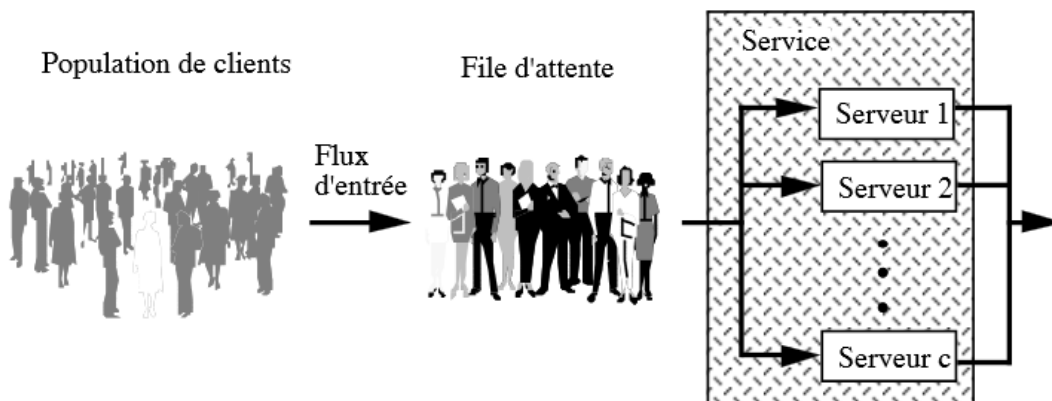 Population de clients
Flux
d'entrée
File d'attente
Service
Serveur 1
Serveur 2
Serveur c